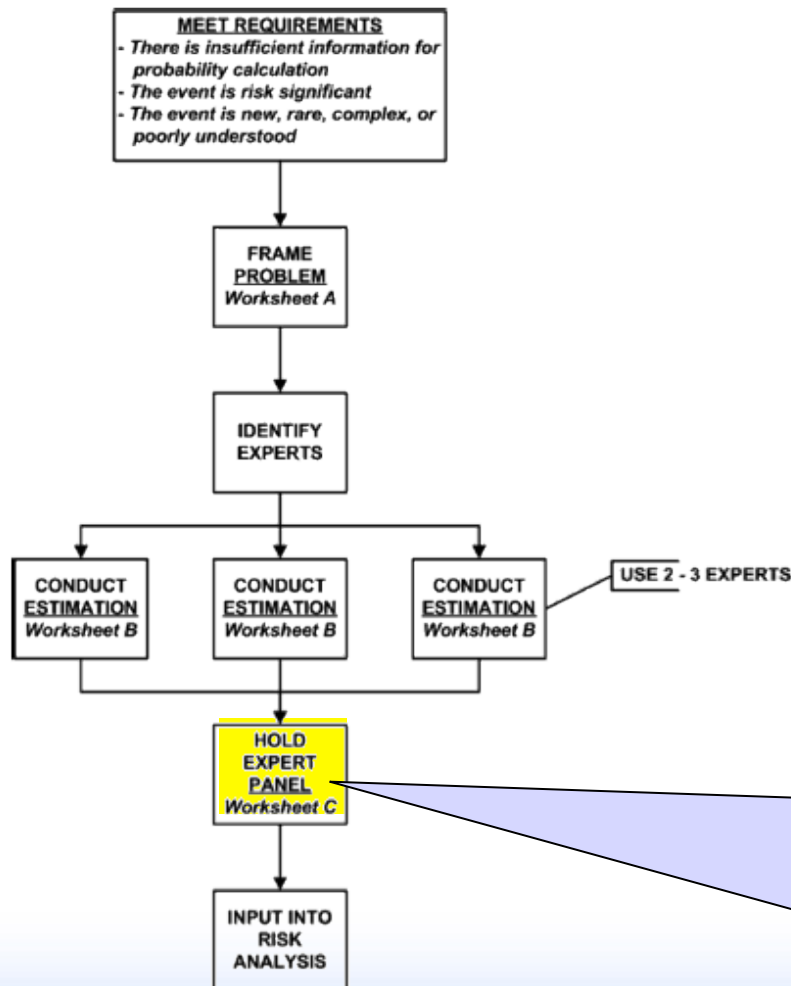 MEET REQUIREMENTS
- There is insufficient information for
probability calculation
- The event is risk significant
- The event is new, rare, complex, or
poorly understood
FRAME
PROBLEM
Worksheet A
IDENTIFY
EXPERTS
CONDUCT
ESTIMATION
Worksheet B
CONDUCT
ESTIMATION
Worksheet B
CONDUCT
ESTIMATION
Worksheet B
USE 2 - 3 EXPERTS
HOLD
EXPERT
PANEL
Worksheet C
INPUT INTO
RISK
ANALYSIS